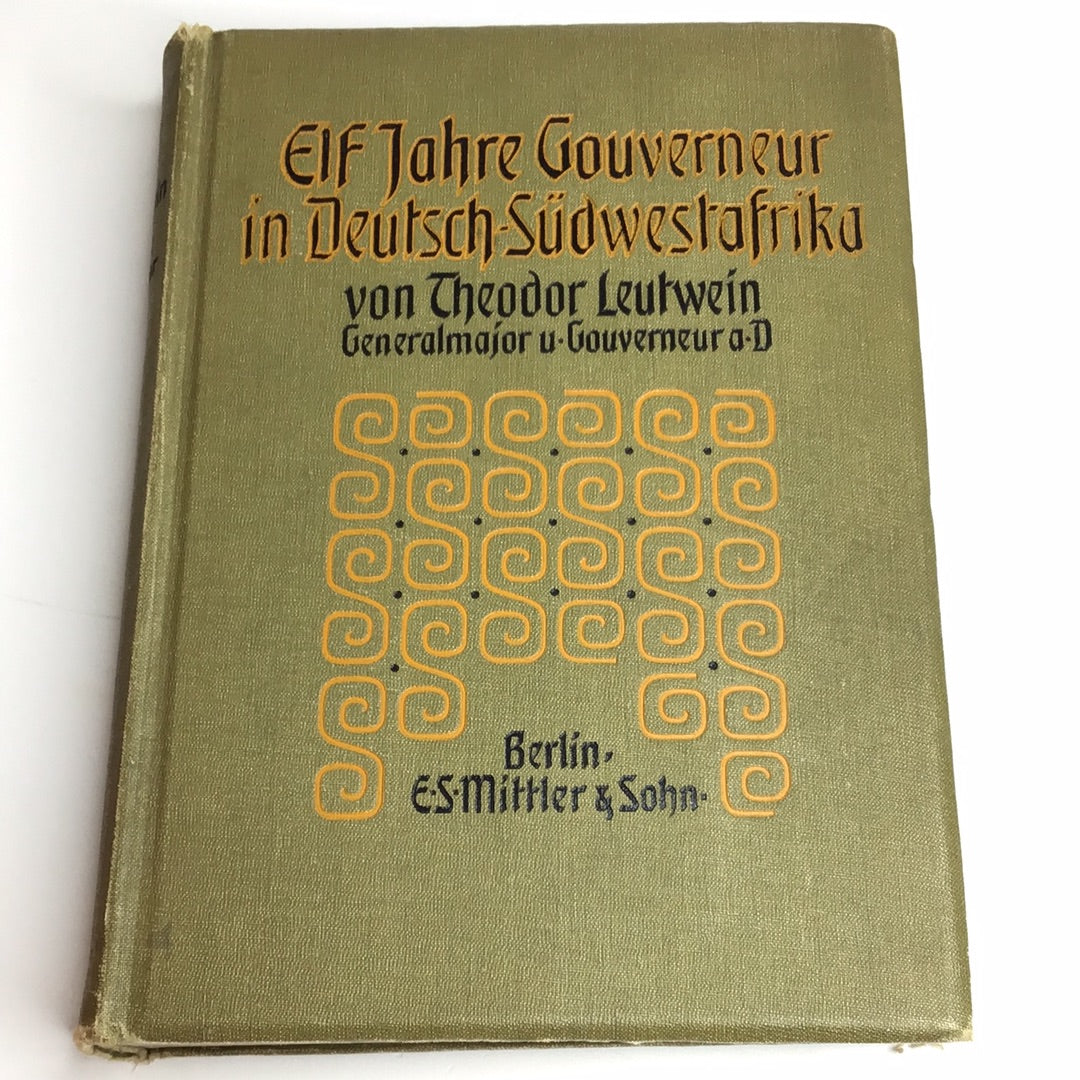 Elf Jahre Gouverneur
in Deutsch-Südwestafrika
von Theodor Leutwein
Generalmajor u. Gouverneur a. D
Berlin,
E·S·Mittler & Sohn.